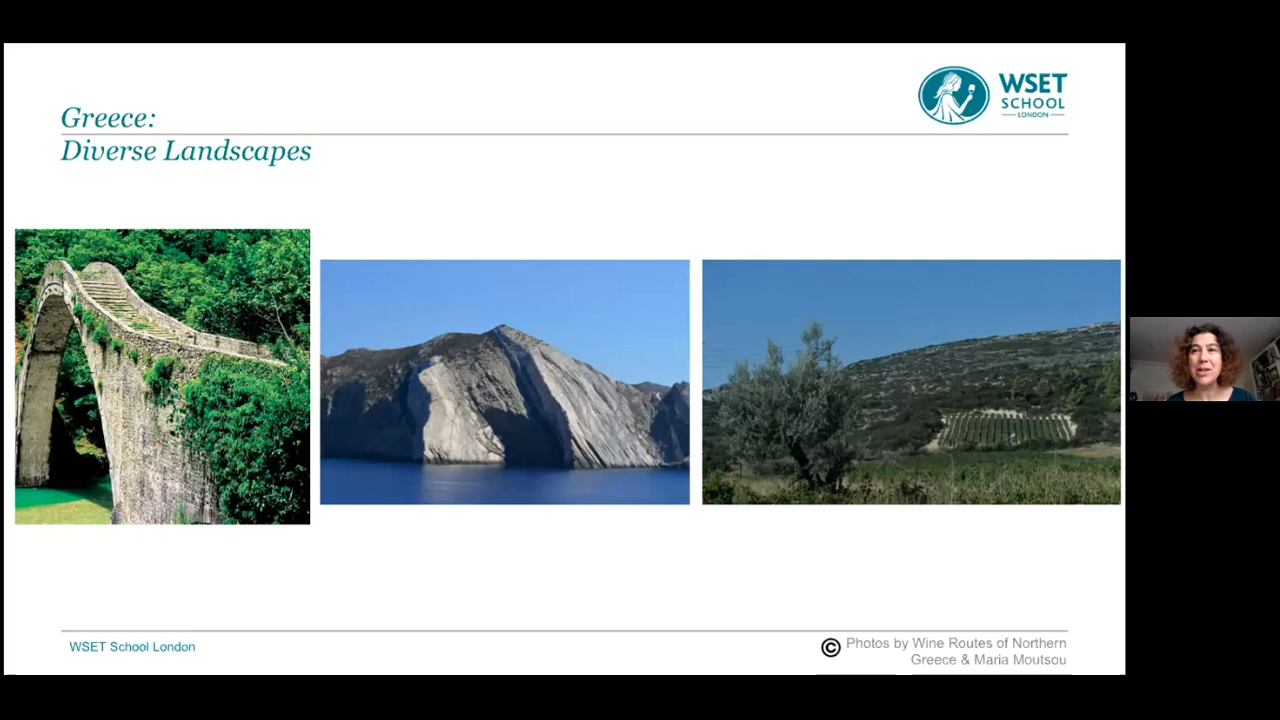 Greece:
Diverse Landscapes
WSET
SCHOOL
LONDON
WSET School London
© Photos by Wine Routes of Northern
Greece & Maria Moutsou